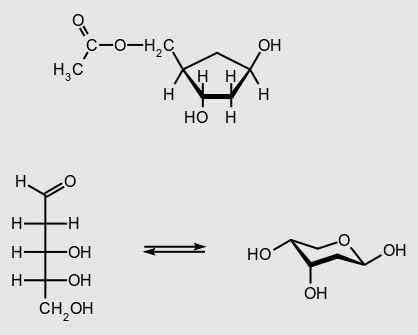 O
C O H₂C OH
H₃C H H H
H
HO H
H O
H H
H OH O
HO OH
H OH
OH
CH₂OH